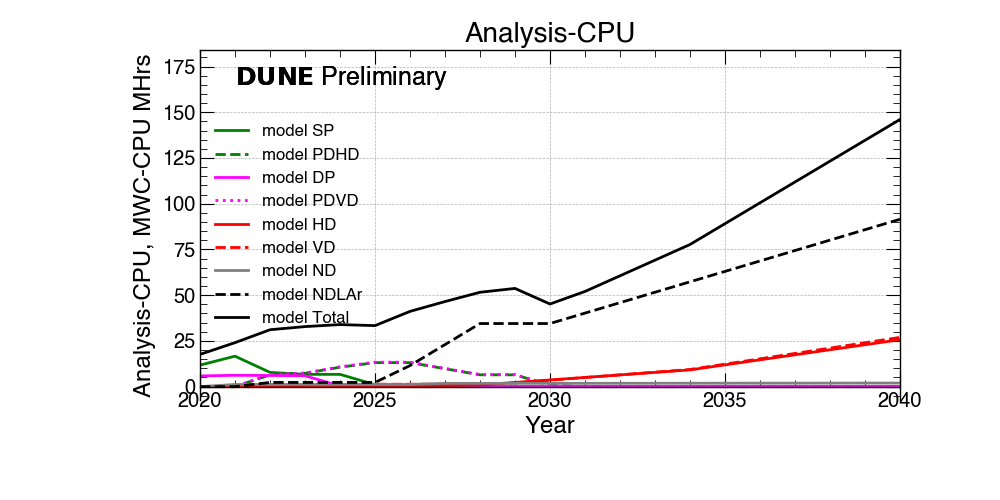 Analysis-CPU
Analysis-CPU, MWC-CPU MHrs
175
150
125
100
75
50
25
0
DUNE Preliminary
model SP
model PDHD
model DP
model PDVD
model HD
model VD
model ND
model NDLAr
model Total
2020 2025 2030 2035 2040
Year